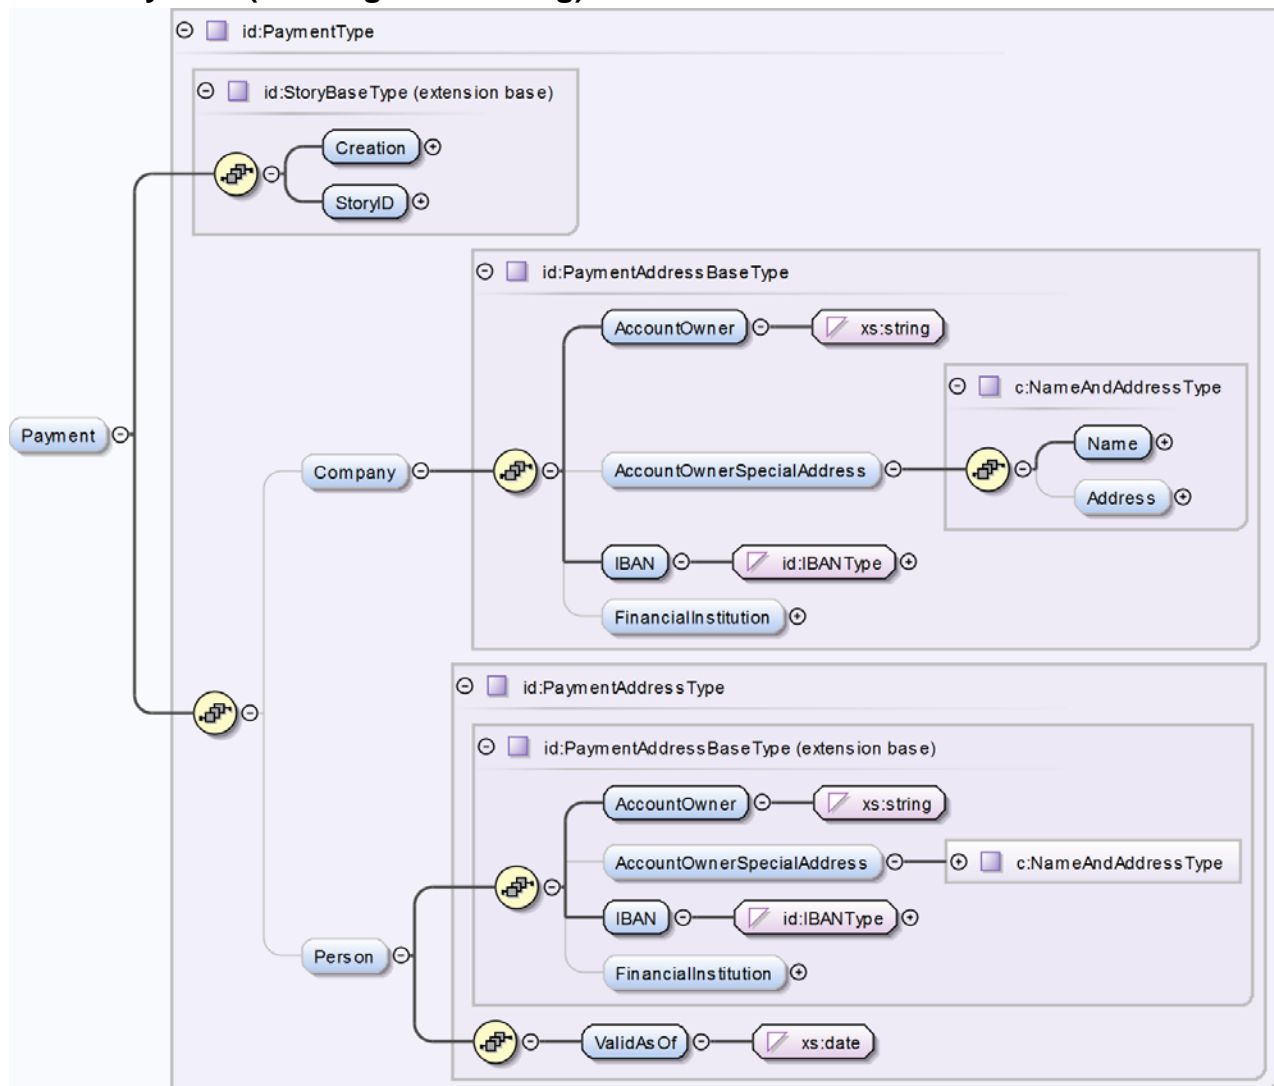 id:PaymentType
id:StoryBaseType (extension base)
Creation
StoryID
id:PaymentAddressBaseType
AccountOwner
xs:string
c:NameAndAddressType
Name
Payment
Company
AccountOwnerSpecialAddress
Address
IBAN
id:IBANType
FinancialInstitution
id:PaymentAddressType
id:PaymentAddressBaseType (extension base)
AccountOwner
xs:string
AccountOwnerSpecialAddress
c:NameAndAddressType
IBAN
id:IBANType
Person
FinancialInstitution
ValidAsOf
xs:date